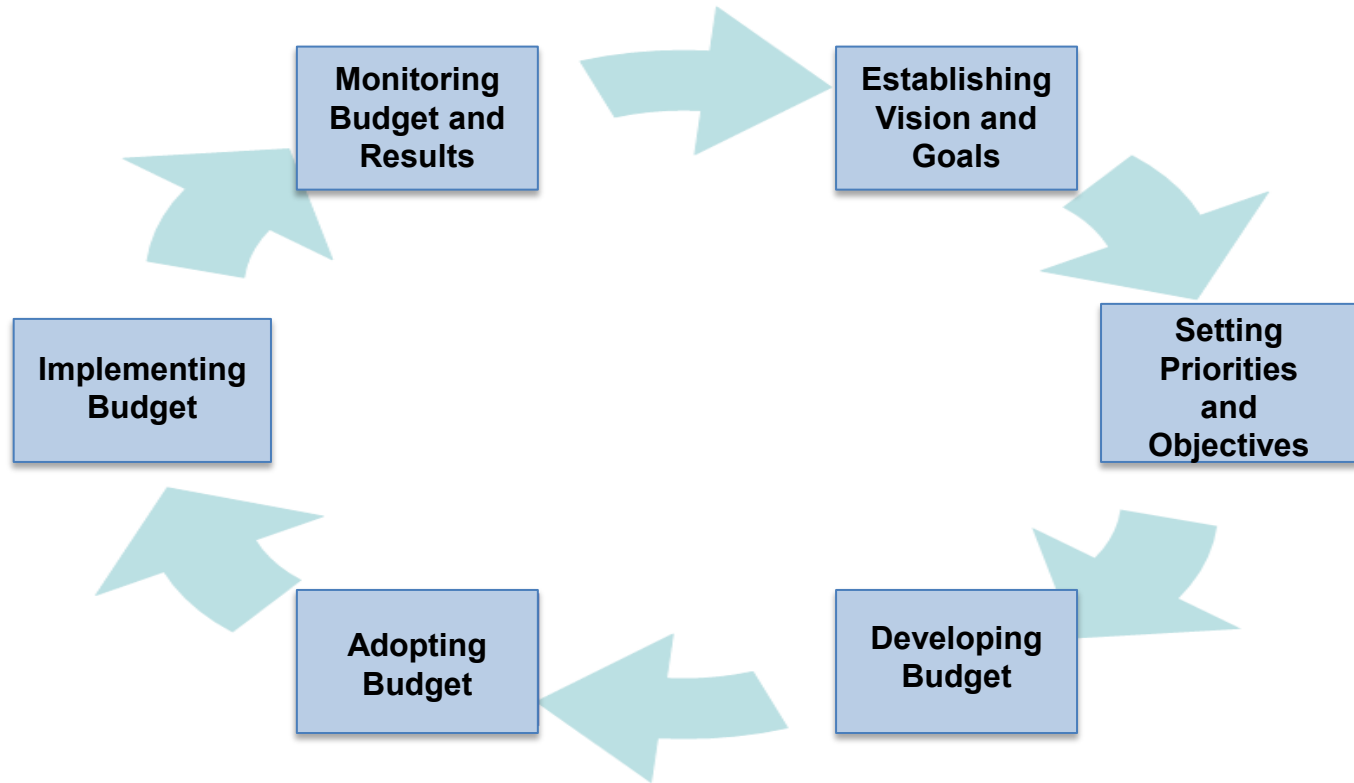 Monitoring
Budget and
Results
Establishing
Vision and
Goals
Setting
Priorities
and
Objectives
Developing
Budget
Adopting
Budget
Implementing
Budget